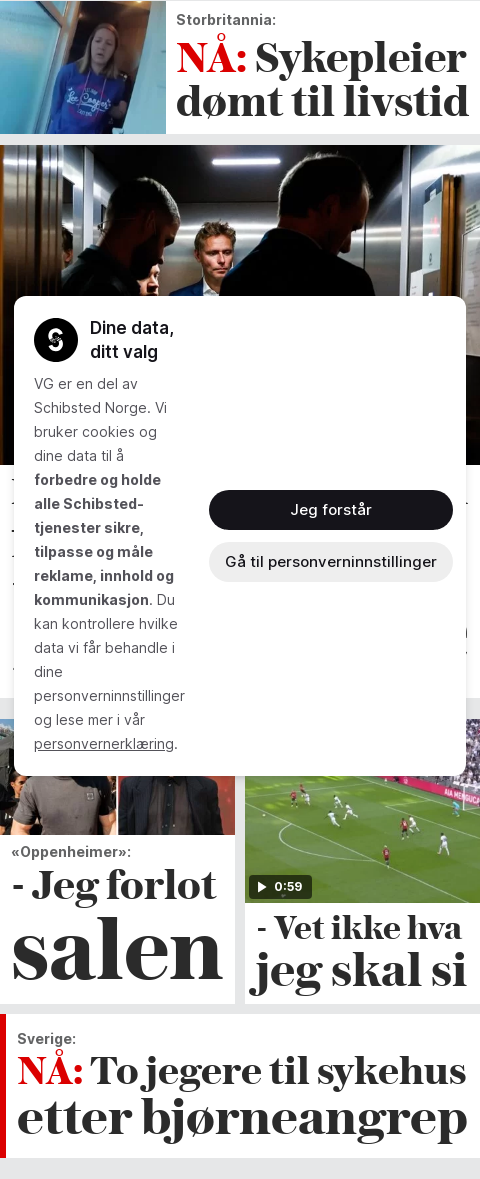 Storbritannia:
NÅ: Sykepleier
dømt til livstid
Dine data,
ditt valg
VG er en del av
Schibsted Norge. Vi
bruker cookies og
dine data til å
forbedre og holde
alle Schibsted-
tjenester sikre,
tilpasse og måle
reklame, innhold og
kommunikasjon. Du
kan kontrollere hvilke
data vi får behandle i
dine
personverninnstillinger
og lese mer i vår
personvernerklæring.
Jeg forstår
Gå til personverninnstillinger
«Oppenheimer»:
- Jeg forlot
salen
0:59
- Vet ikke hva
jeg skal si
Sverige:
NÅ: To jegere til sykehus
etter bjørneangrep